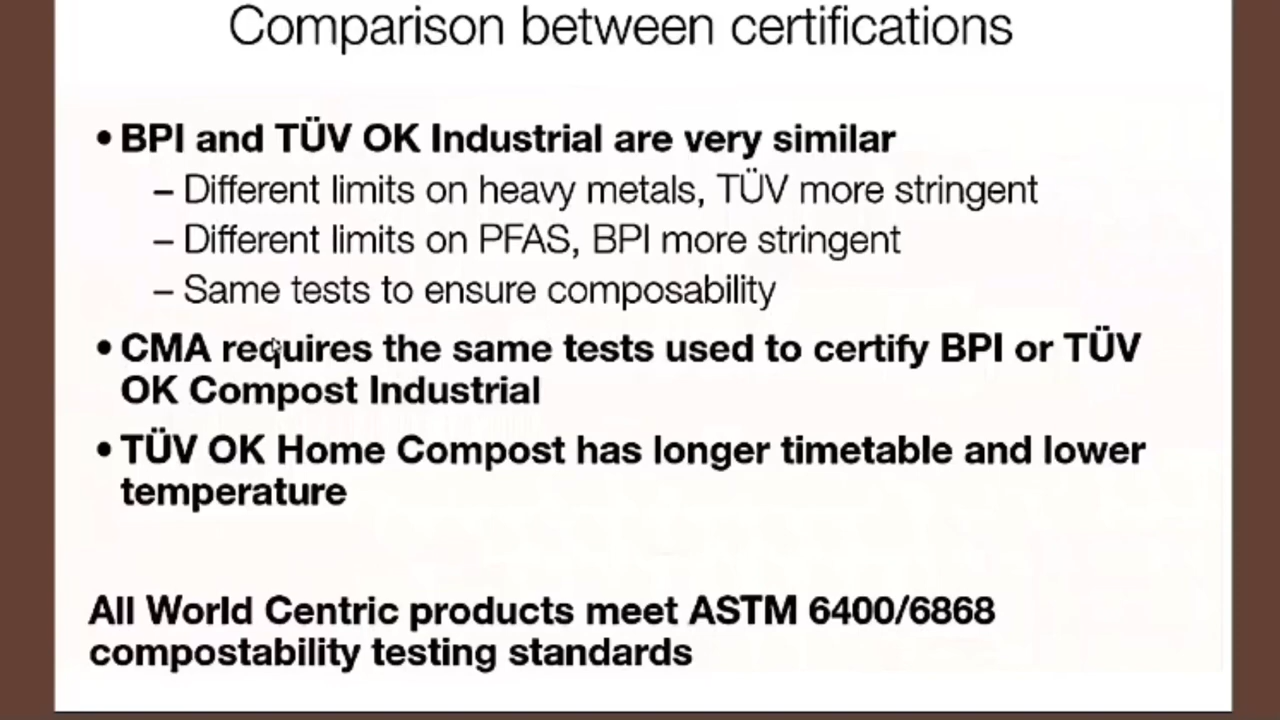 Comparison between certifications
• BPI and TÜV OK Industrial are very similar
– Different limits on heavy metals, TÜV more stringent
– Different limits on PFAS, BPI more stringent
– Same tests to ensure composability
• CMA requires the same tests used to certify BPI or TÜV
OK Compost Industrial
• TÜV OK Home Compost has longer timetable and lower
temperature
All World Centric products meet ASTM 6400/6868
compostability testing standards